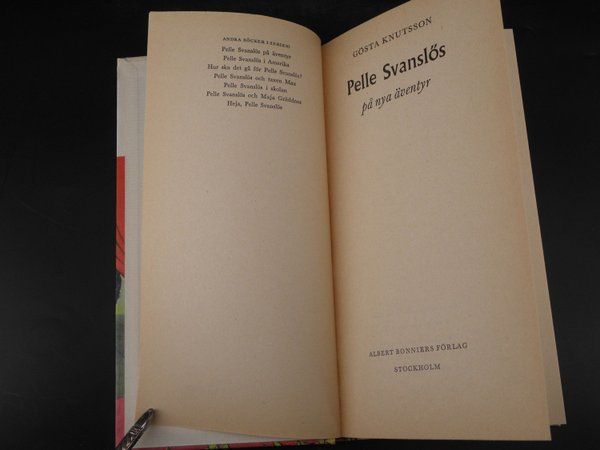 ANDRA BÖCKER I SERIEN:
Pelle Svanslös på äventyr
Pelle Svanslös i Amerika
Hur ska det gå för Pelle Svanslös?
Pelle Svanslös och taxen Max
Pelle Svanslös i skolan
Pelle Svanslös och Maja Gräddnos
Heja, Pelle Svanslös
GÖSTA KNUTSSON
Pelle Svanslös
på nya äventyr
ALBERT BONNIERS FÖRLAG
STOCKHOLM